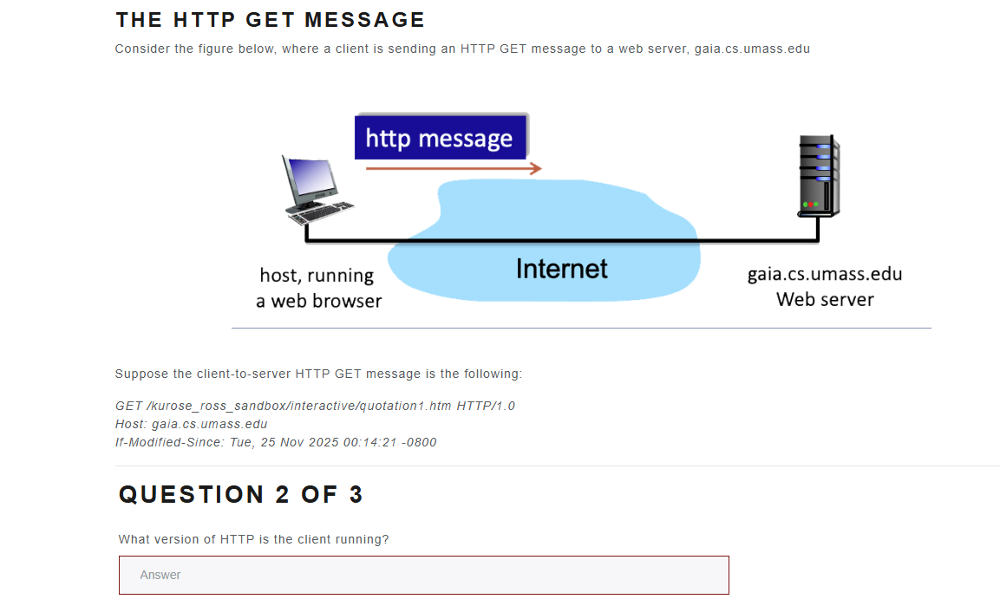 THE HTTP GET MESSAGE
Consider the figure below, where a client is sending an HTTP GET message to a web server, gaia.cs.umass.edu
http message
Internet
host, running
a web browser
gaia.cs.umass.edu
Web server
Suppose the client-to-server HTTP GET message is the following:
GET /kurose_ross_sandbox/interactive/quotation1.htm HTTP/1.0
Host: gaia.cs.umass.edu
If-Modified-Since: Tue, 25 Nov 2025 00:14:21 -0800
QUESTION 2 OF 3
What version of HTTP is the client running?
Answer